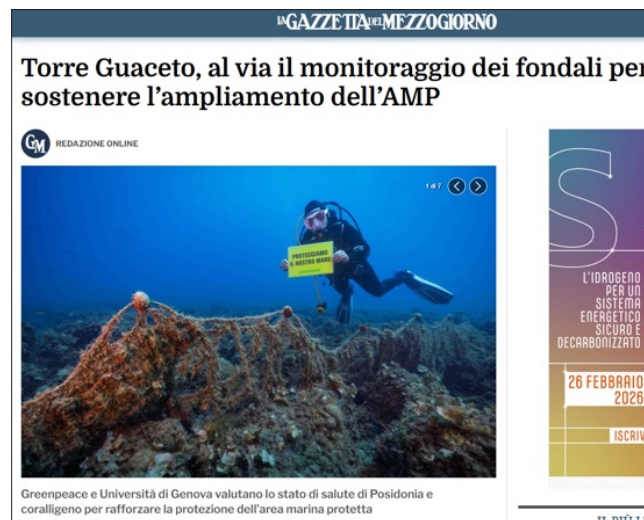 LA GAZZETTA DEL MEZZOGIORNO
Torre Guaceto, al via il monitoraggio dei fondali per
sostenere l'ampliamento dell'AMP
GM
REDAZIONE ONLINE
1 di 7
PROTEGGIAMO
IL NOSTRO MARE
Greenpeace e Università di Genova valutano lo stato di salute di Posidonia e
coralligeno per rafforzare la protezione dell'area marina protetta
S
L'IDROGENO
PER UN
SISTEMA
ENERGETICO
SICURO E
DECARBONIZZATO
26 FEBBRAIO
2026
ISCRIV